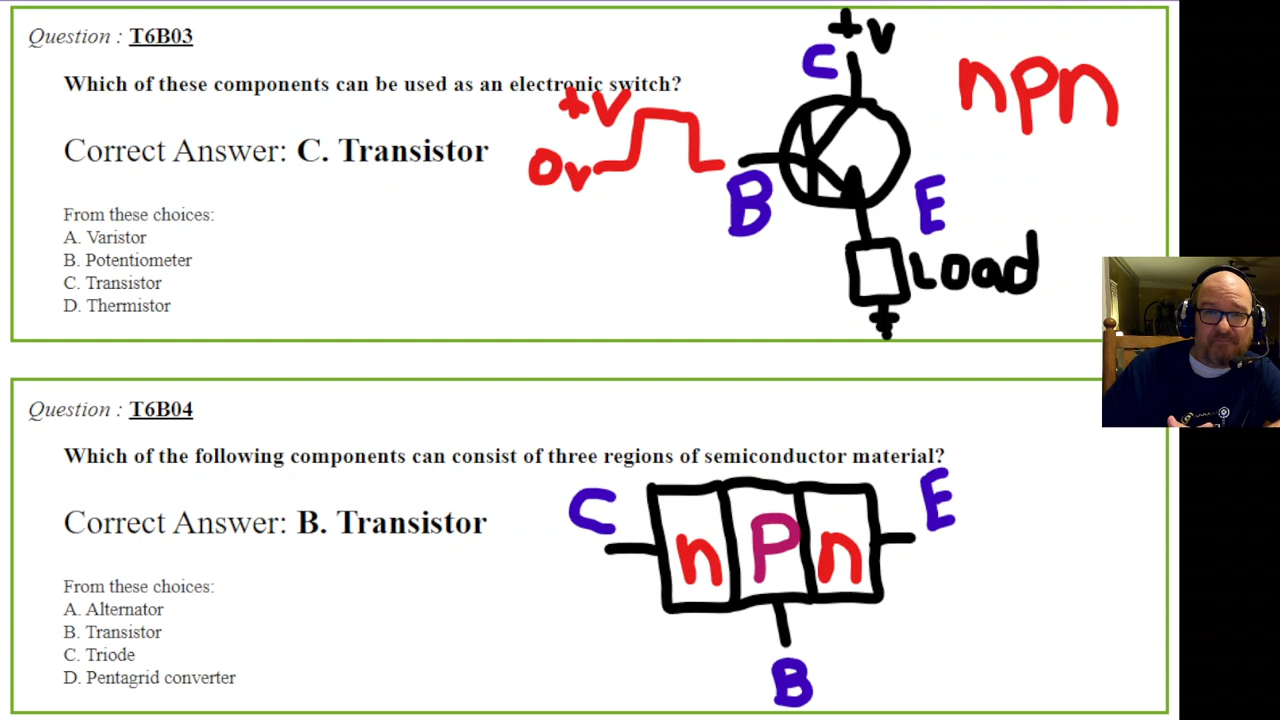 Question : T6B03
Which of these components can be used as an electronic switch?
Correct Answer: C. Transistor
From these choices:
A. Varistor
B. Potentiometer
C. Transistor
D. Thermistor
+V
C
npn
+V
0v
B
E
Load
Question : T6B04
Which of the following components can consist of three regions of semiconductor material?
Correct Answer: B. Transistor
From these choices:
A. Alternator
B. Transistor
C. Triode
D. Pentagrid converter
C
E
n P n
B